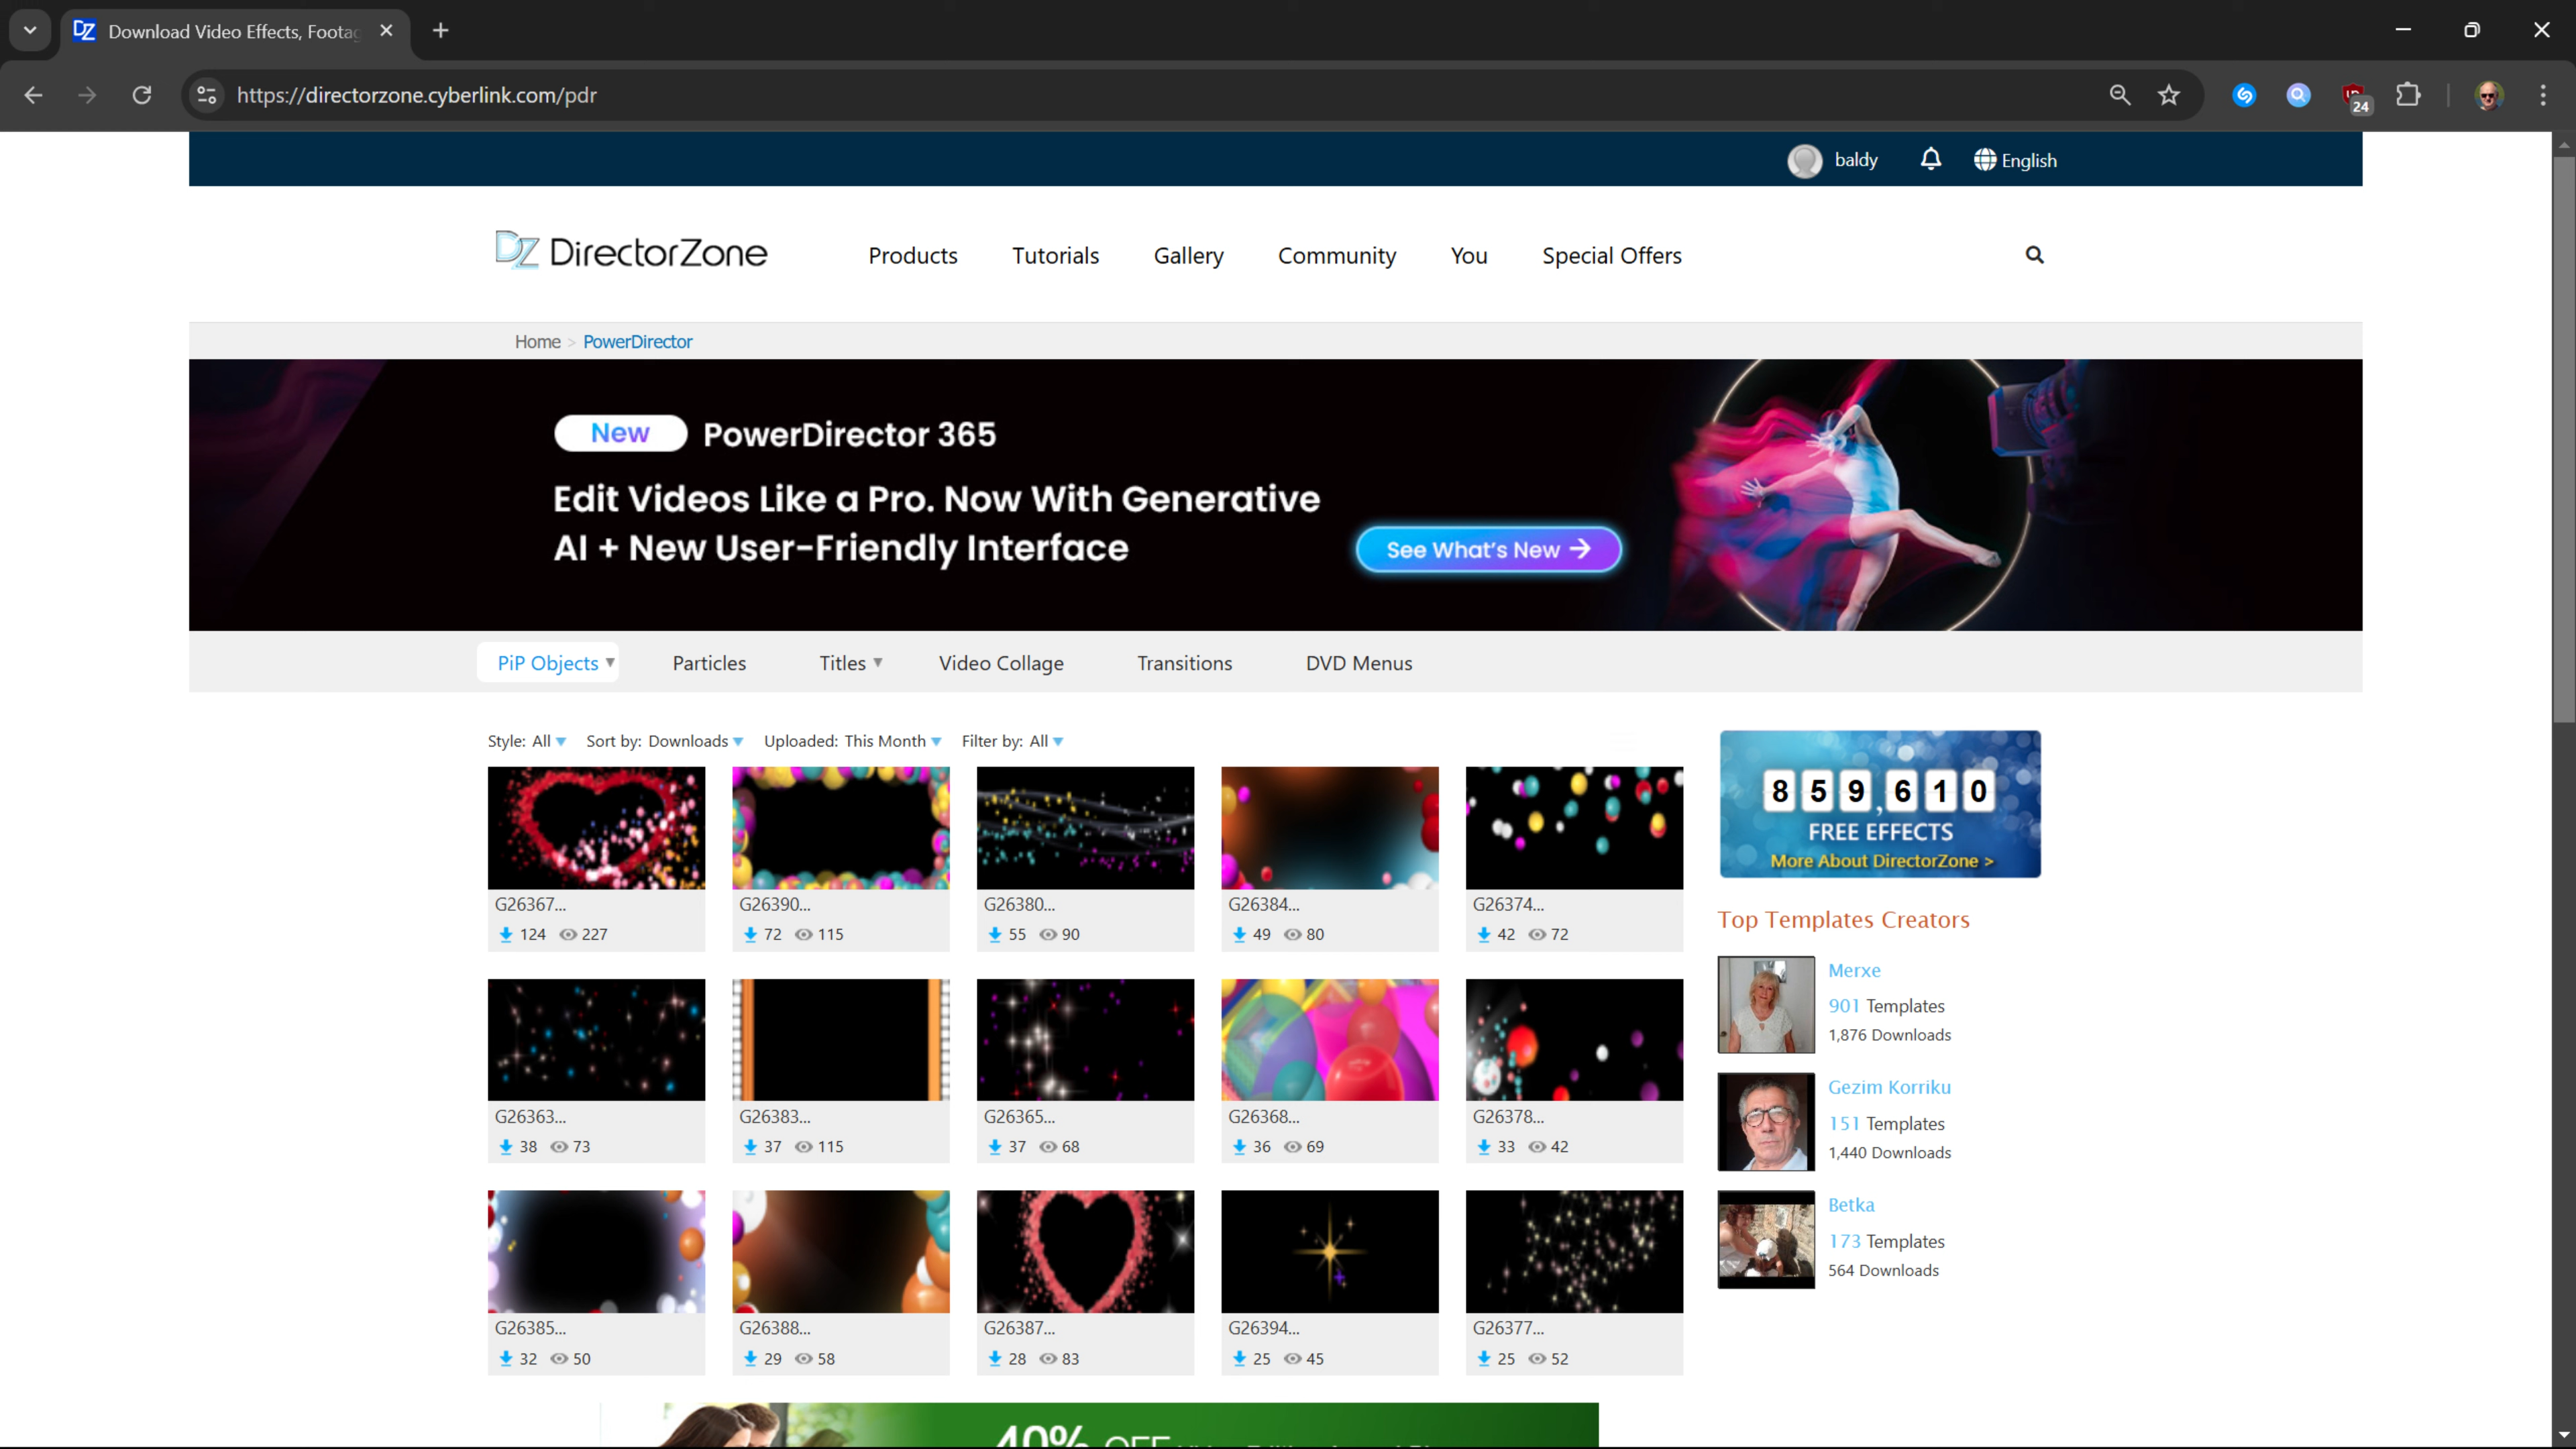 Download Video Effects, Footag
https://directorzone.cyberlink.com/pdr
24
baldy
English
DZ DirectorZone
Products
Tutorials
Gallery
Community
You
Special Offers
Home > PowerDirector
New PowerDirector 365
Edit Videos Like a Pro. Now With Generative
AI + New User-Friendly Interface
See What's New →
PiP Objects
Particles
Titles
Video Collage
Transitions
DVD Menus
Style: All
Sort by: Downloads
Uploaded: This Month
Filter by: All
G26367...
124 227
G26390...
72 115
G26380...
55 90
G26384...
49 80
G26374...
42 72
G26363...
38 73
G26383...
37 115
G26365...
37 68
G26368...
36 69
G26378...
33 42
G26385...
32 50
G26388...
29 58
G26387...
28 83
G26394...
25 45
G26377...
25 52
859,610
FREE EFFECTS
More About DirectorZone >
Top Templates Creators
Merxe
901 Templates
1,876 Downloads
Gezim Korriku
151 Templates
1,440 Downloads
Betka
173 Templates
564 Downloads
40% OFF